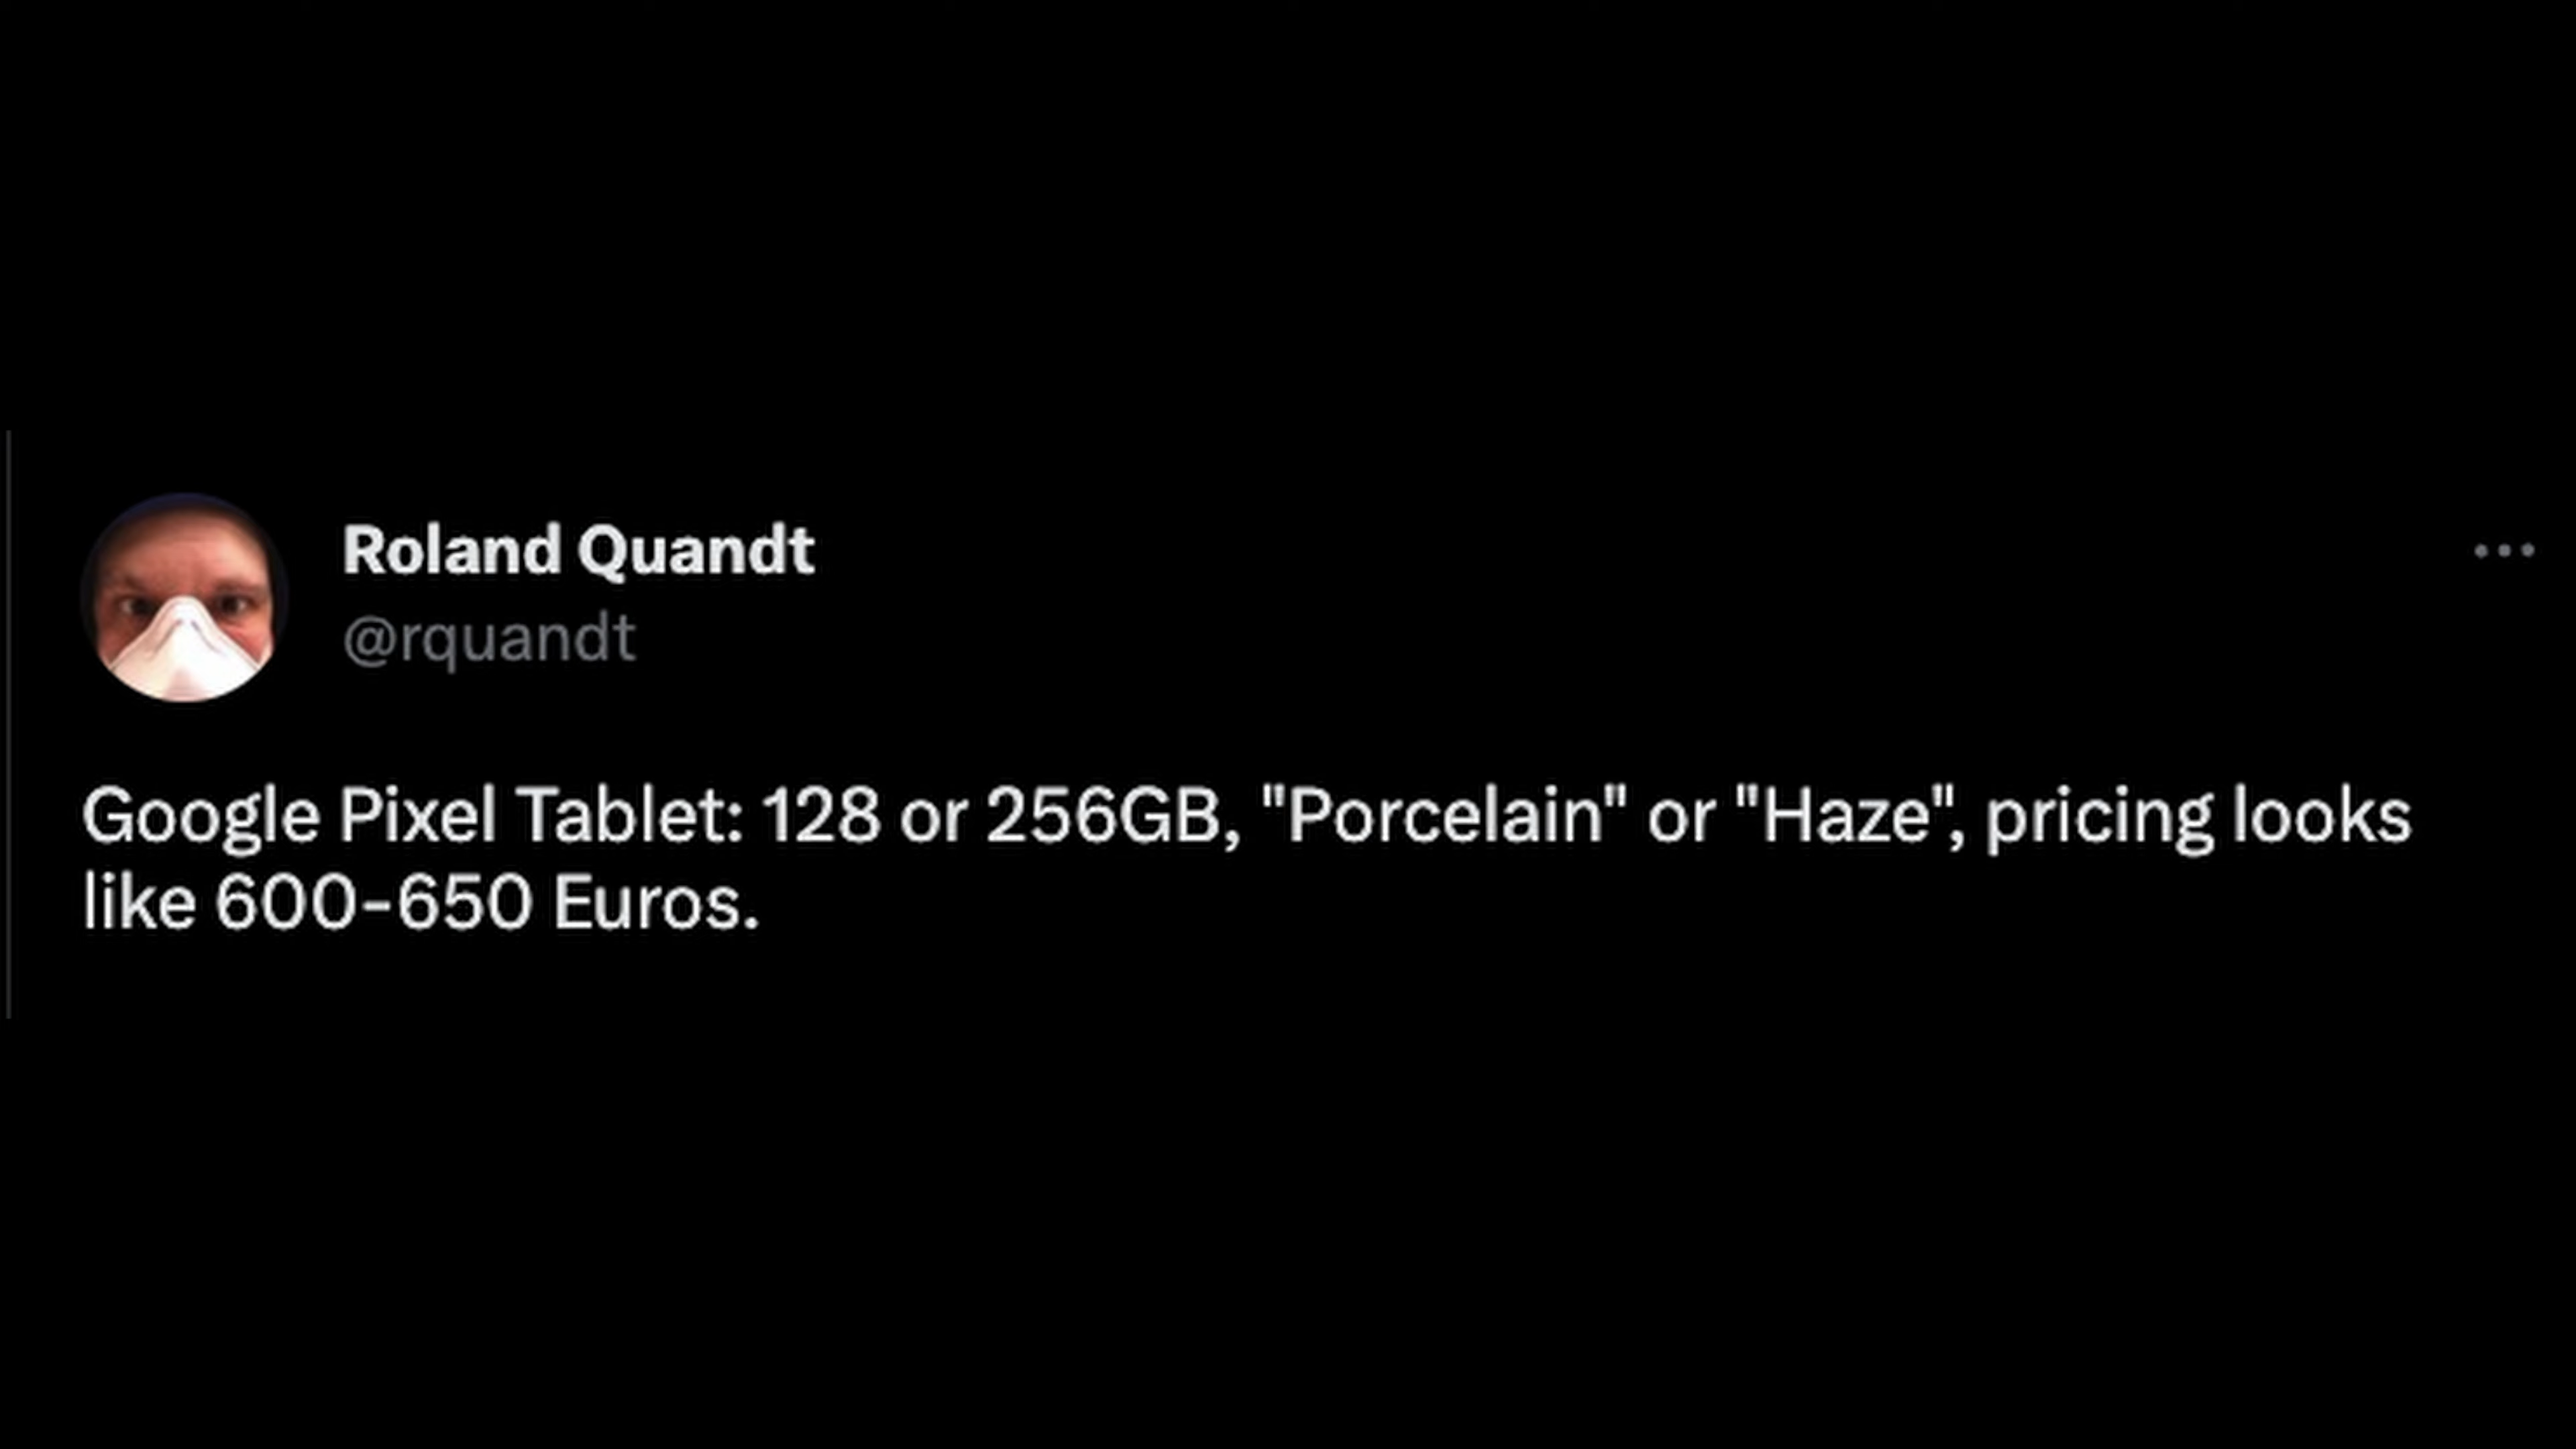 Roland Quandt
@rquandt
Google Pixel Tablet: 128 or 256GB, "Porcelain" or "Haze", pricing looks
like 600-650 Euros.